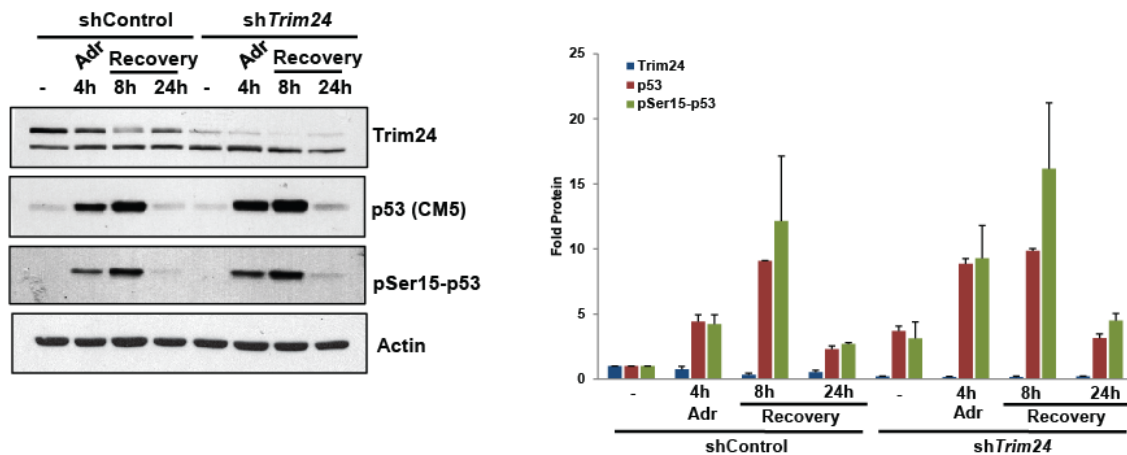 shControl shTrim24
Adr Recovery Adr Recovery
- 4h 8h 24h - 4h 8h 24h
Trim24
p53 (CM5)
pSer15-p53
Actin
Fold Protein
25
20
15
10
5
0
Trim24
p53
pSer15-p53
- 4h 8h 24h - 4h 8h 24h
Adr Recovery Adr Recovery
shControl shTrim24